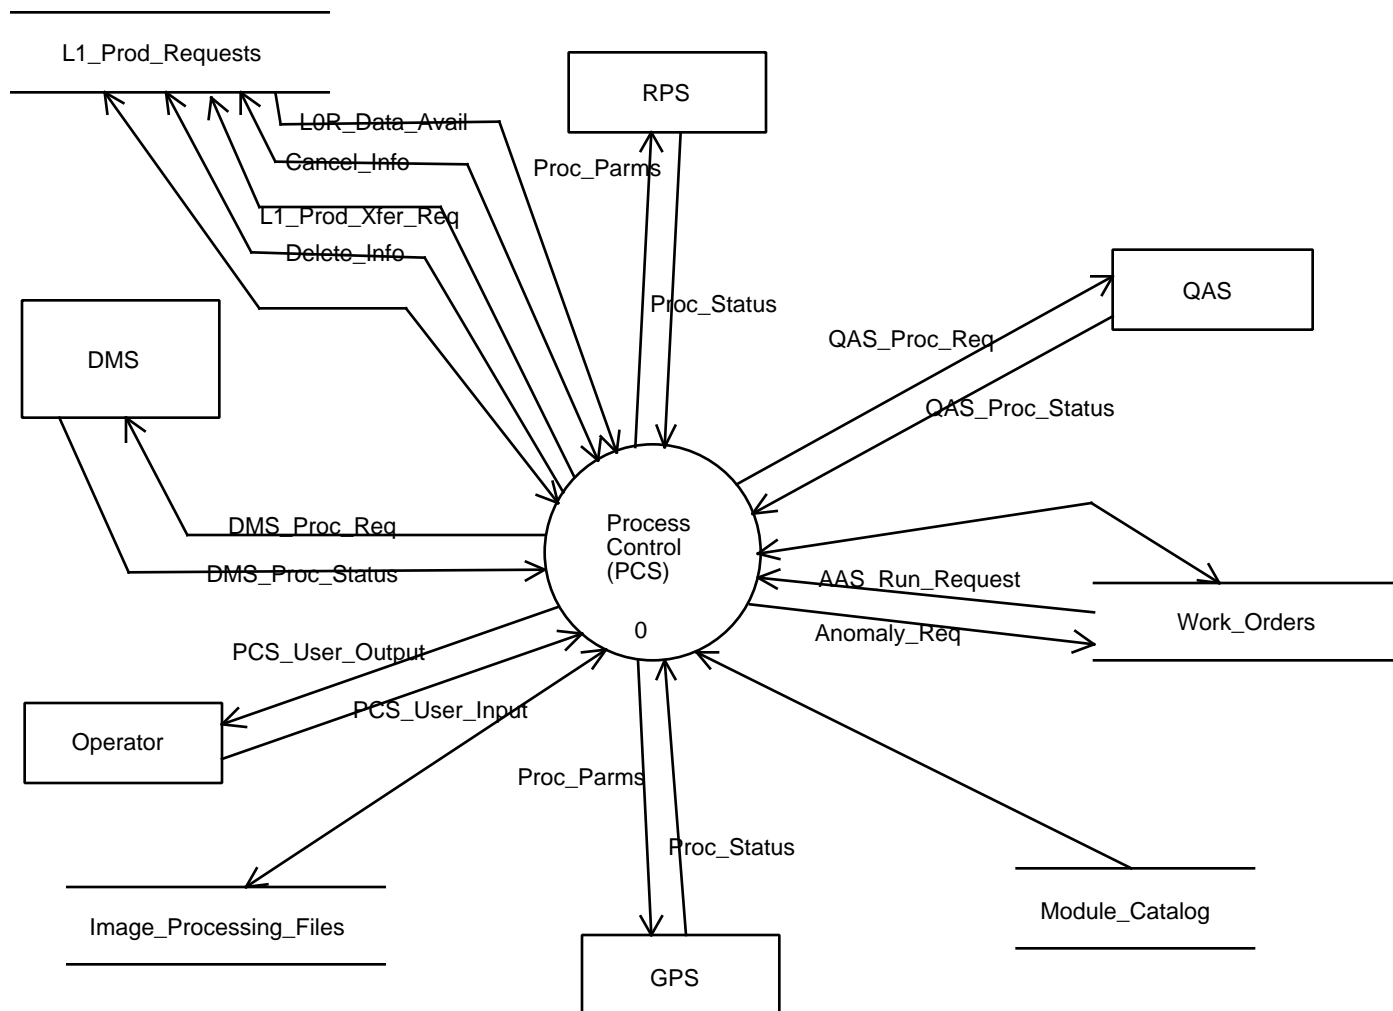 L1_Prod_Requests
RPS
L0R_Data_Avail
Cancel_Info
Proc_Parms
L1_Prod_Xfer_Req
Delete_Info
QAS
Proc_Status
QAS_Proc_Req
DMS
QAS_Proc_Status
DMS_Proc_Req
DMS_Proc_Status
Process
Control
(PCS)
0
AAS_Run_Request
Anomaly_Req
Work_Orders
PCS_User_Output
PCS_User_Input
Operator
Proc_Parms
Proc_Status
Image_Processing_Files
Module_Catalog
GPS